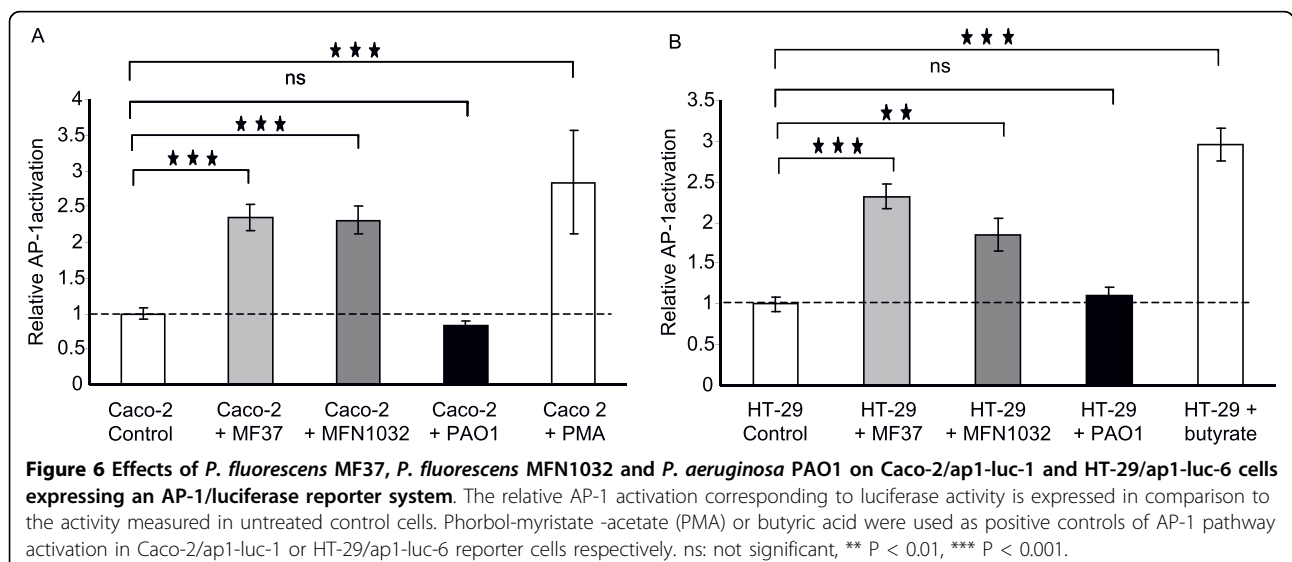 A
★ ★ ★
ns
★ ★ ★
★ ★ ★
Relative AP-1activation
4
3.5
3
2.5
2
1.5
1
0.5
0
Caco-2 Control
Caco-2 + MF37
Caco-2 + MFN1032
Caco-2 + PAO1
Caco 2 + PMA
B
★ ★ ★
ns
★ ★
★ ★ ★
Relative AP-1activation
3.5
3
2.5
2
1.5
1
0.5
0
HT-29 Control
HT-29 + MF37
HT-29 + MFN1032
HT-29 + PAO1
HT-29 + butyrate
Figure 6 Effects of P. fluorescens MF37, P. fluorescens MFN1032 and P. aeruginosa PAO1 on Caco-2/ap1-luc-1 and HT-29/ap1-luc-6 cells
expressing an AP-1/luciferase reporter system. The relative AP-1 activation corresponding to luciferase activity is expressed in comparison to
the activity measured in untreated control cells. Phorbol-myristate -acetate (PMA) or butyric acid were used as positive controls of AP-1 pathway
activation in Caco-2/ap1-luc-1 or HT-29/ap1-luc-6 reporter cells respectively. ns: not significant, ** P < 0.01, *** P < 0.001.